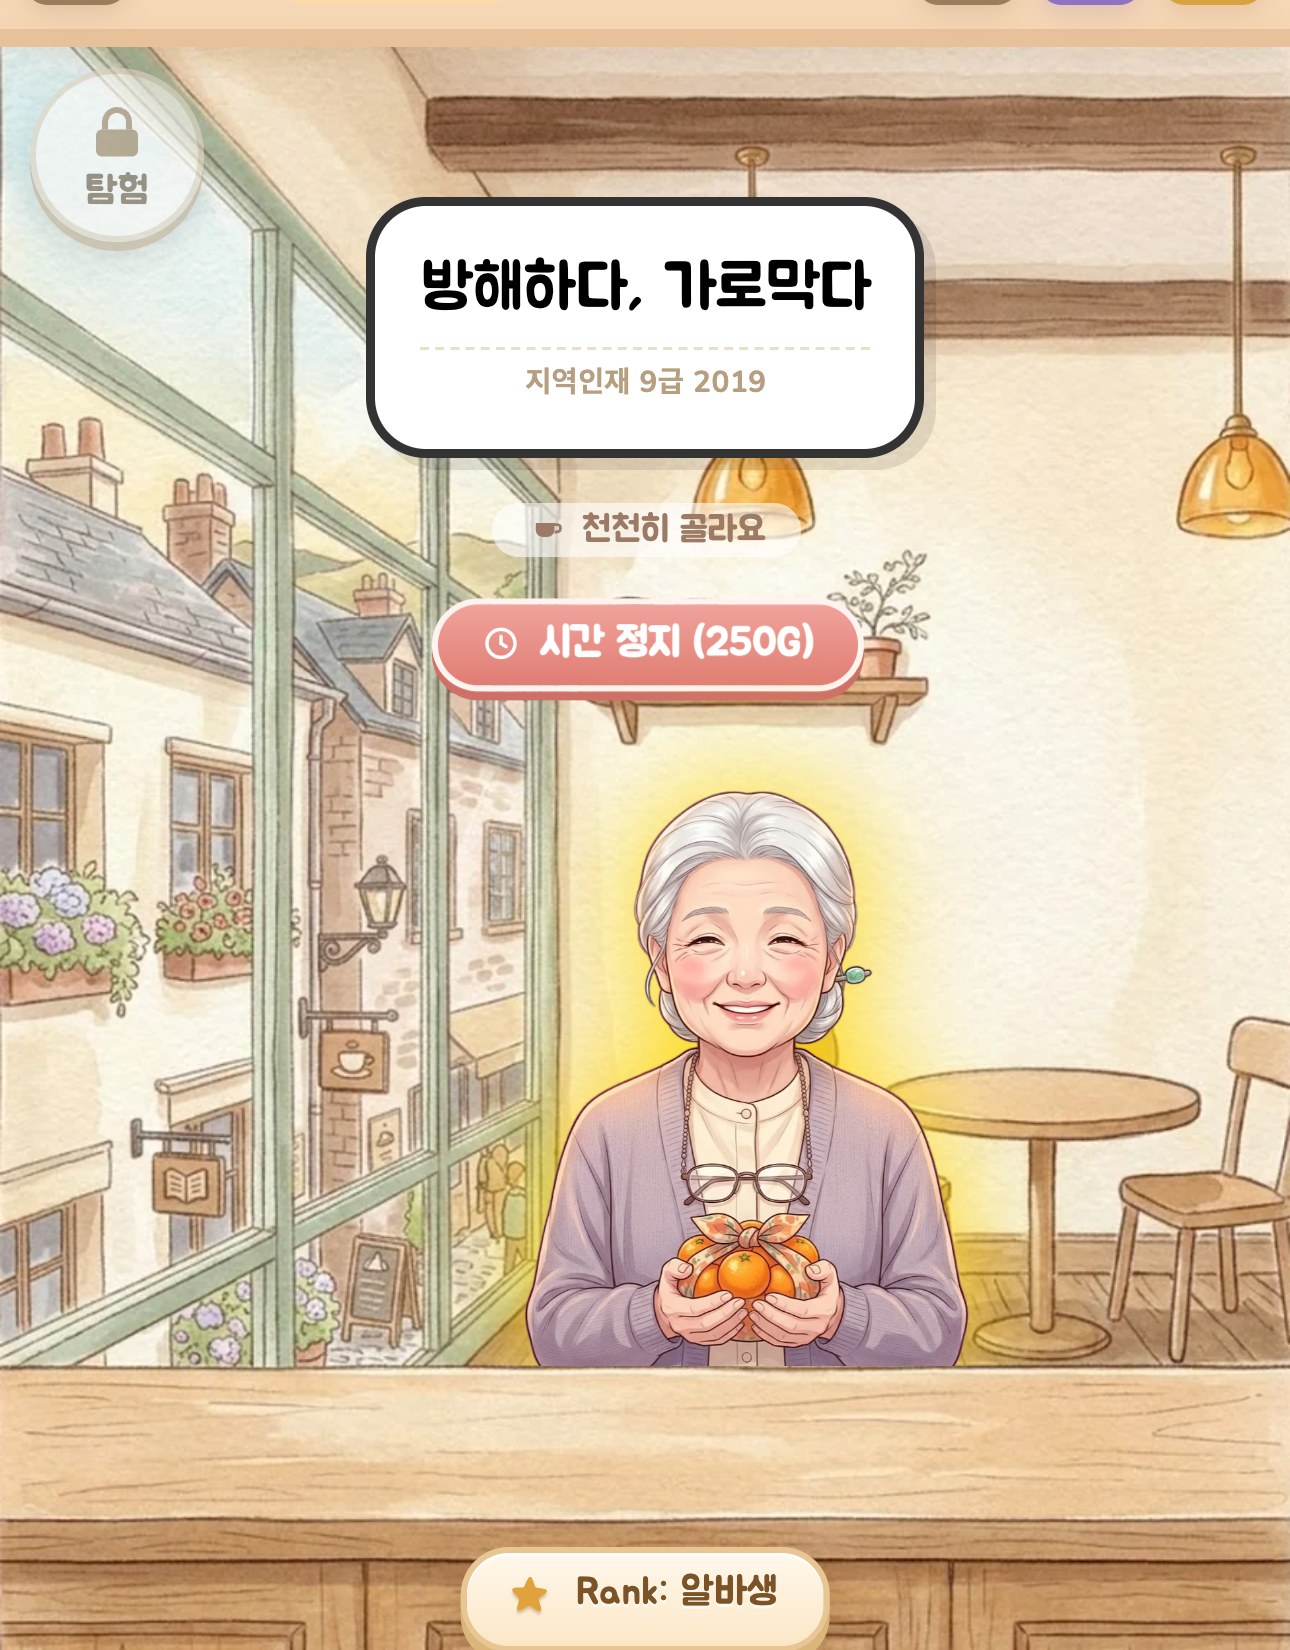 탐험
방해하다, 가로막다
지역인재 9급 2019
천천히 골라요
시간 정지 (250G)
Rank: 알바생